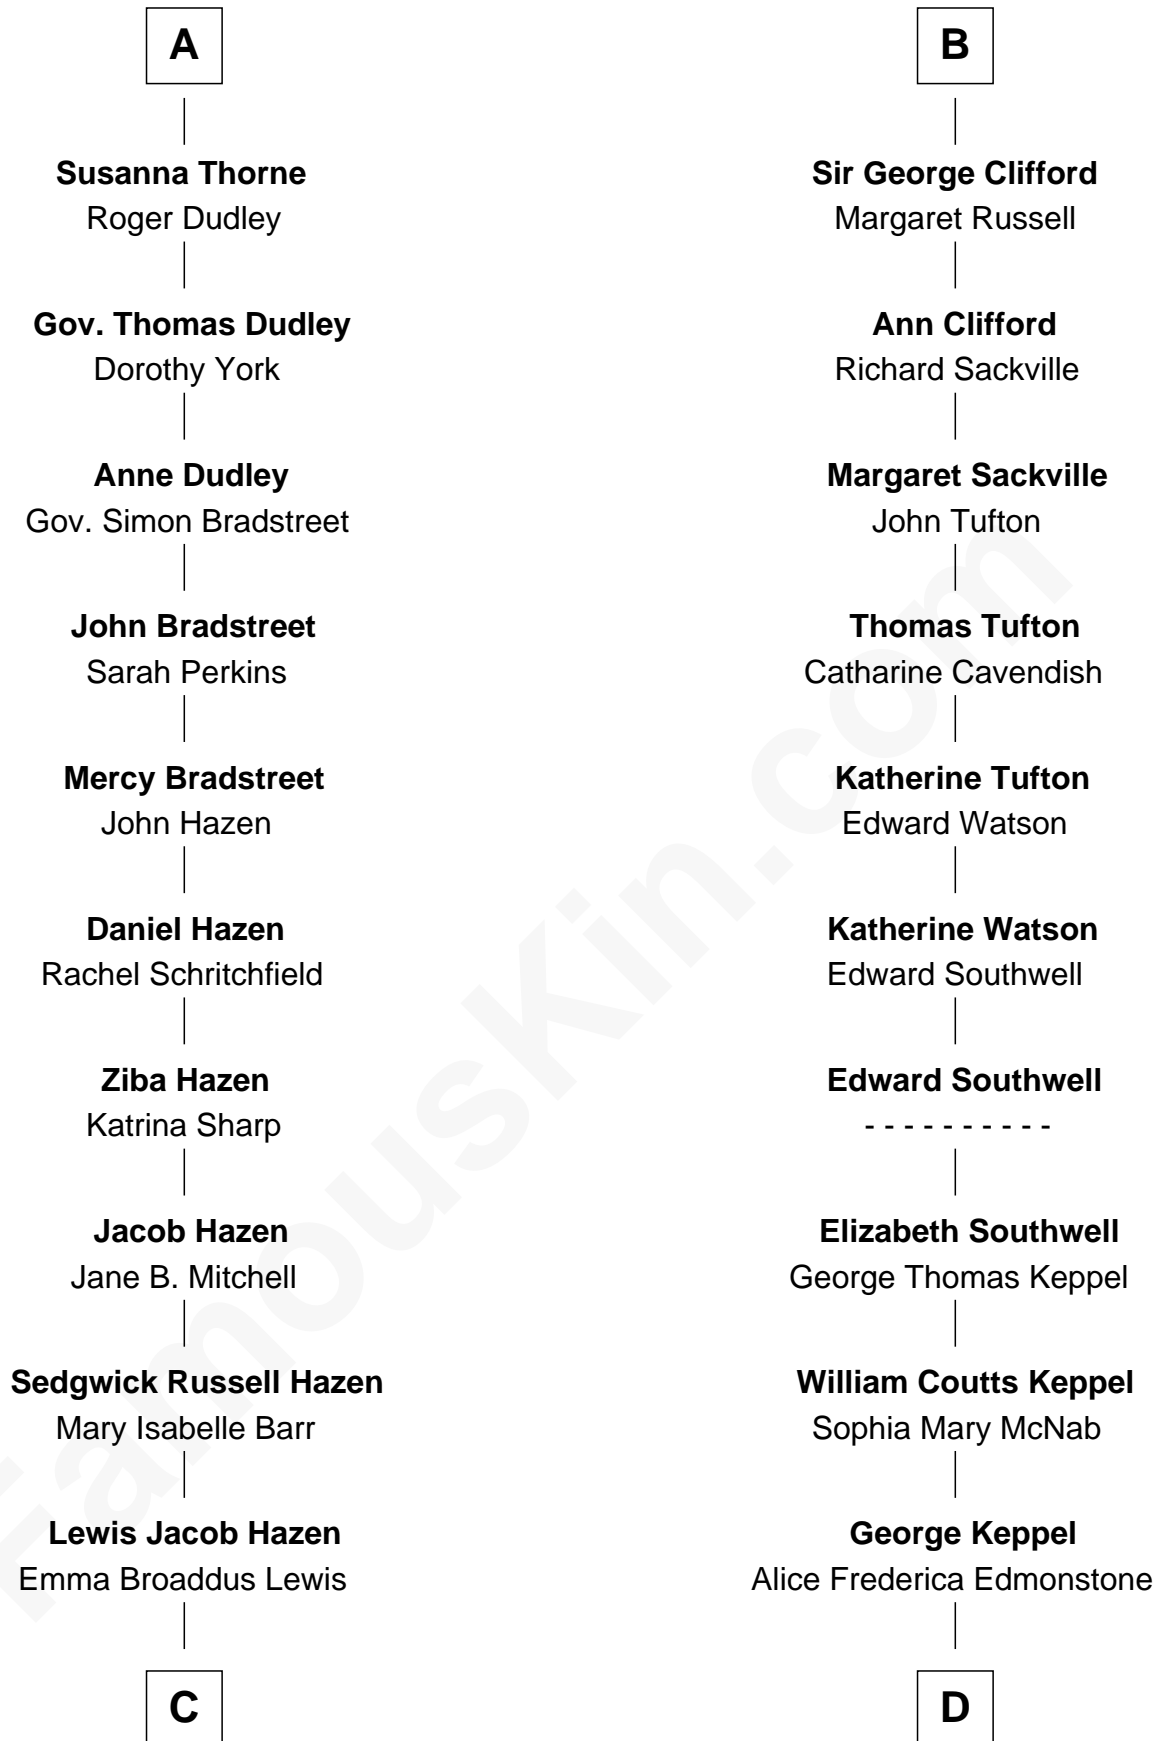 A
Susanna Thorne
Roger Dudley
Gov. Thomas Dudley
Dorothy York
Anne Dudley
Gov. Simon Bradstreet
John Bradstreet
Sarah Perkins
Mercy Bradstreet
John Hazen
Daniel Hazen
Rachel Schritchfield
Ziba Hazen
Katrina Sharp
Jacob Hazen
Jane B. Mitchell
Sedgwick Russell Hazen
Mary Isabelle Barr
Lewis Jacob Hazen
Emma Broaddus Lewis
C
B
Sir George Clifford
Margaret Russell
Ann Clifford
Richard Sackville
Margaret Sackville
John Tufton
Thomas Tufton
Catharine Cavendish
Katherine Tufton
Edward Watson
Katherine Watson
Edward Southwell
Edward Southwell
- - - - - - - - - -
Elizabeth Southwell
George Thomas Keppel
William Coutts Keppel
Sophia Mary McNab
George Keppel
Alice Frederica Edmonstone
D
FamousKin.com